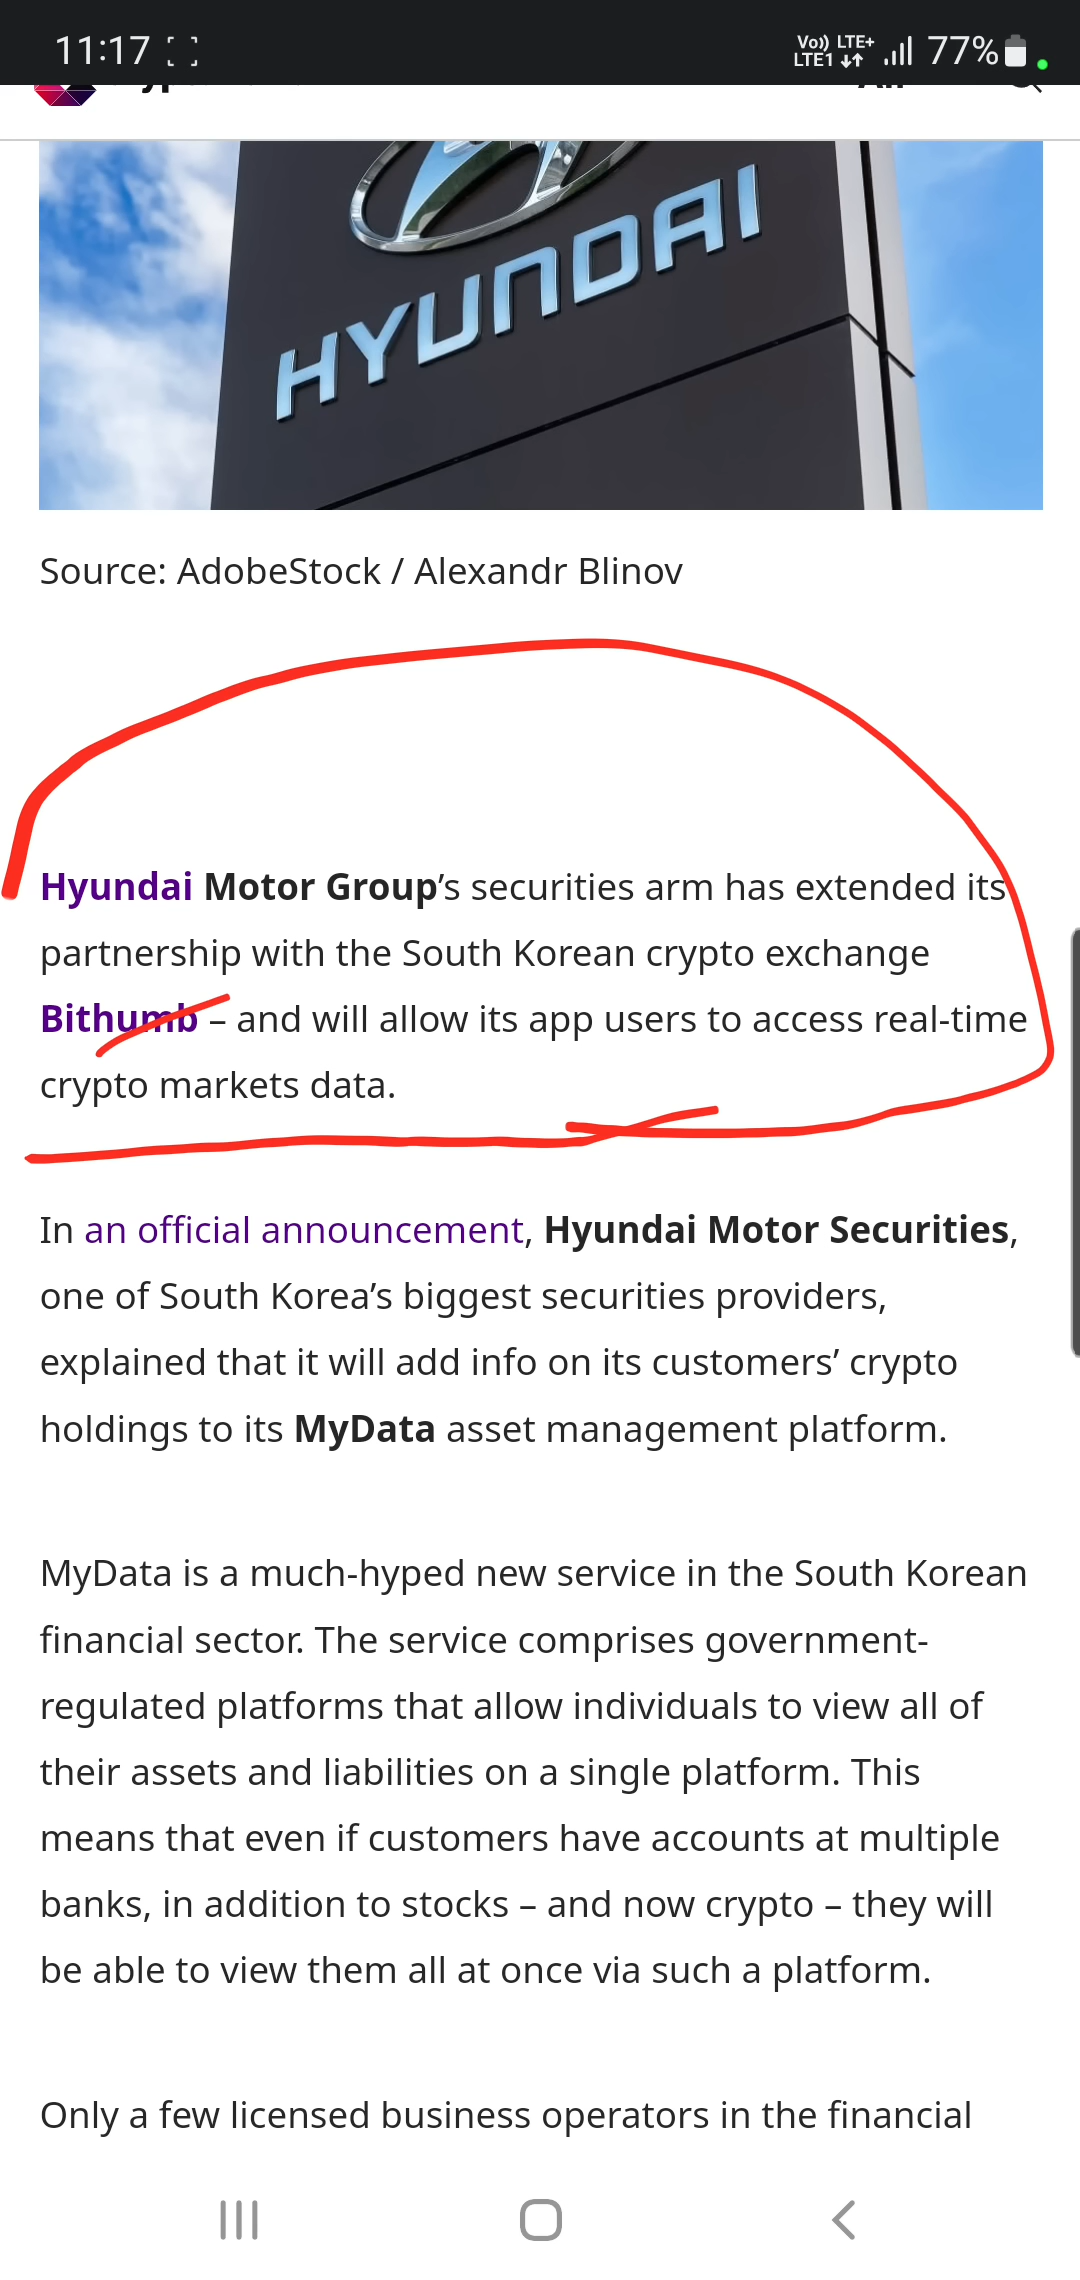 11:17
Vo)) LTE+
LTE1
77%
HYUNDAI
Source: AdobeStock / Alexandr Blinov
Hyundai Motor Group’s securities arm has extended its
partnership with the South Korean crypto exchange
Bithumb – and will allow its app users to access real-time
crypto markets data.
In an official announcement, Hyundai Motor Securities,
one of South Korea’s biggest securities providers,
explained that it will add info on its customers’ crypto
holdings to its MyData asset management platform.
MyData is a much-hyped new service in the South Korean
financial sector. The service comprises government-
regulated platforms that allow individuals to view all of
their assets and liabilities on a single platform. This
means that even if customers have accounts at multiple
banks, in addition to stocks – and now crypto – they will
be able to view them all at once via such a platform.
Only a few licensed business operators in the financial